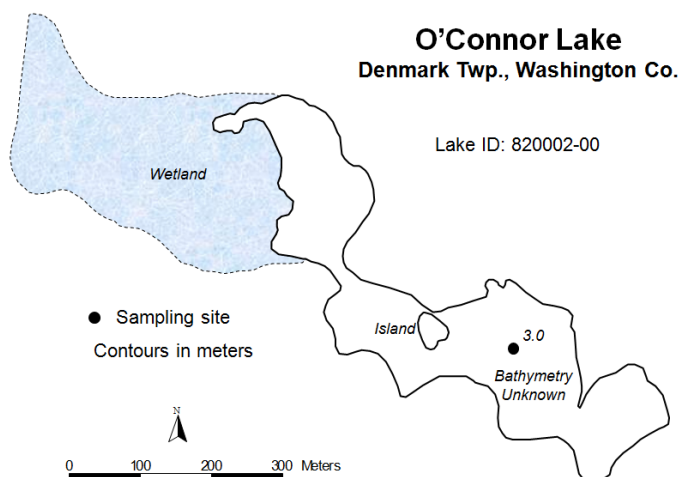 O'Connor Lake
Denmark Twp., Washington Co.
Lake ID: 820002-00
Wetland
Sampling site
Contours in meters
Island
3.0
Bathymetry
Unknown
N
0 100 200 300 Meters